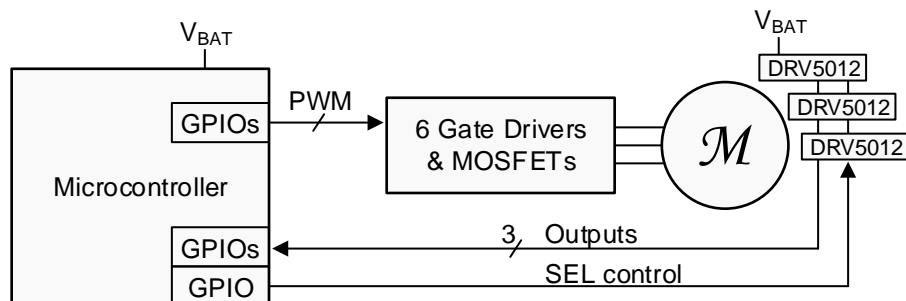 V_BAT
V_BAT
DRV5012
DRV5012
DRV5012
PWM
GPIOs
6 Gate Drivers
& MOSFETs
M
Microcontroller
GPIOs
3 Outputs
GPIO
SEL control